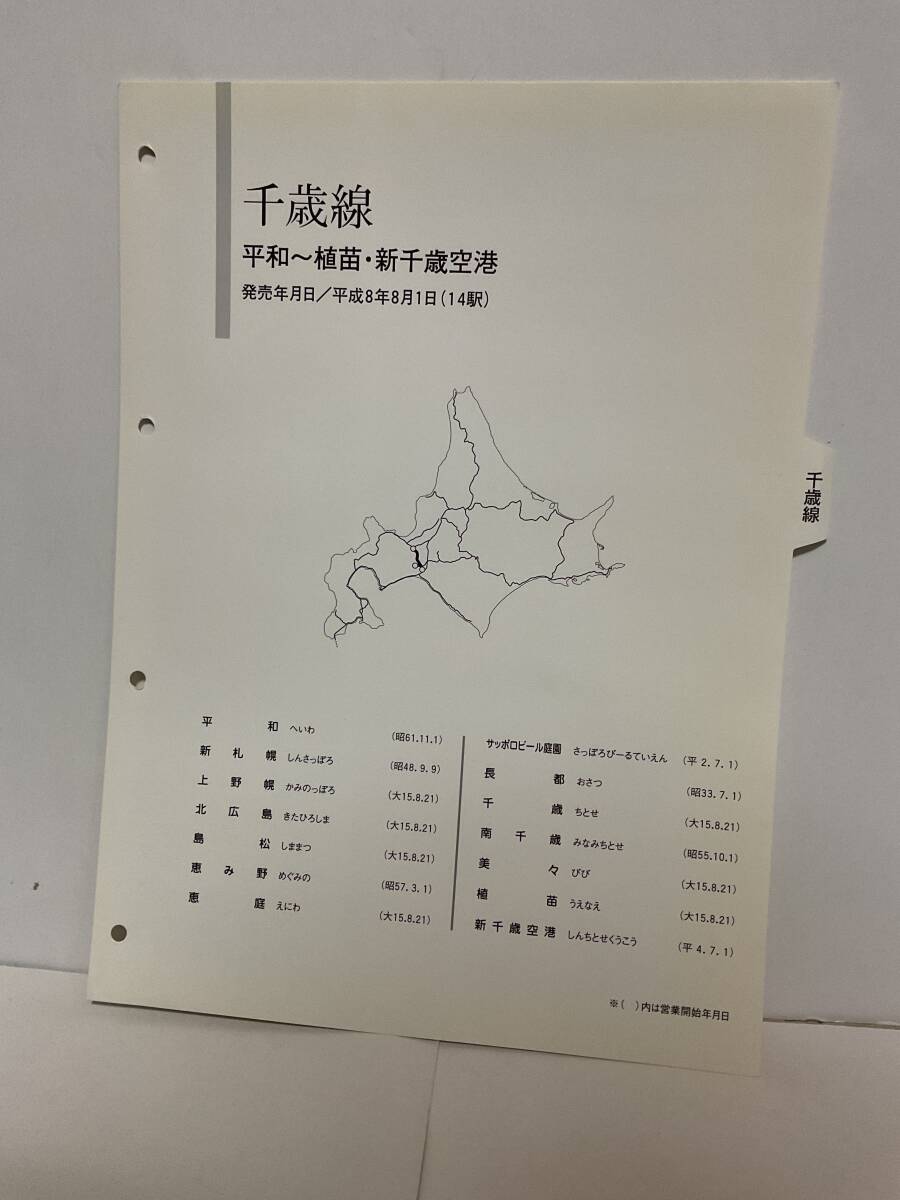 千歳線
平和～植苗・新千歳空港
発売年月日／平成8年8月1日(14駅)
千歳線
平和 へいわ (昭61.11.1)
新札幌 しんさっぽろ (昭48.9.9)
上野幌 かみのっぽろ (大15.8.21)
北広島 きたひろしま (大15.8.21)
島松 しままつ (大15.8.21)
恵み野 めぐみの (昭57.3.1)
恵庭 えにわ (大15.8.21)
サッポロビール庭園 さっぽろびーるていえん (平2.7.1)
長都 おさつ (昭33.7.1)
千歳 ちとせ (大15.8.21)
南千歳 みなみちとせ (昭55.10.1)
美々 びび (大15.8.21)
植苗 うえなえ (大15.8.21)
新千歳空港 しんちとせくうこう (平4.7.1)
※( )内は営業開始年月日